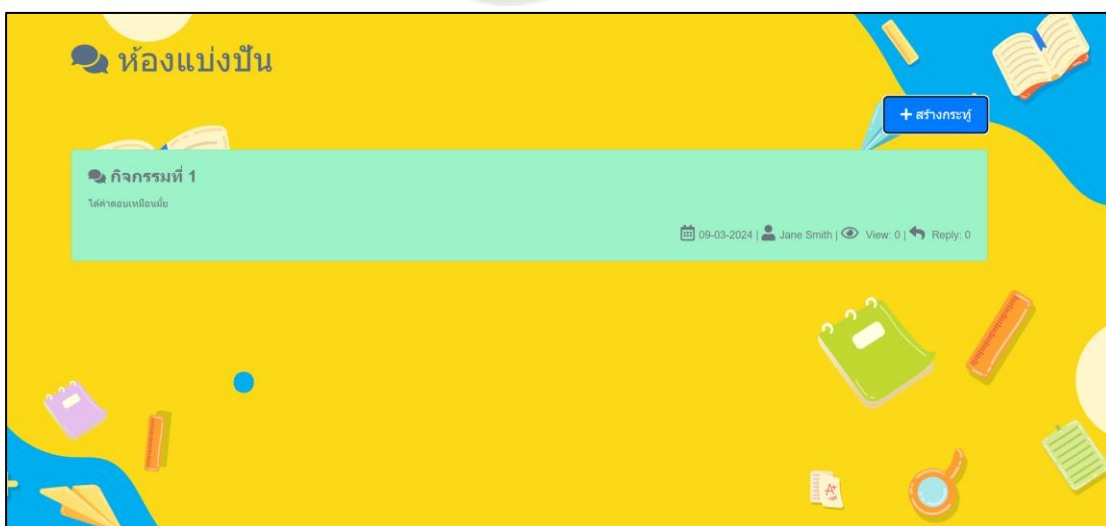 ห้องแบ่งปัน
+ สร้างกระทู้
กิจกรรมที่ 1
ได้คำตอบเหมือนมั้ย
09-03-2024 | Jane Smith | View: 0 | Reply: 0
A+